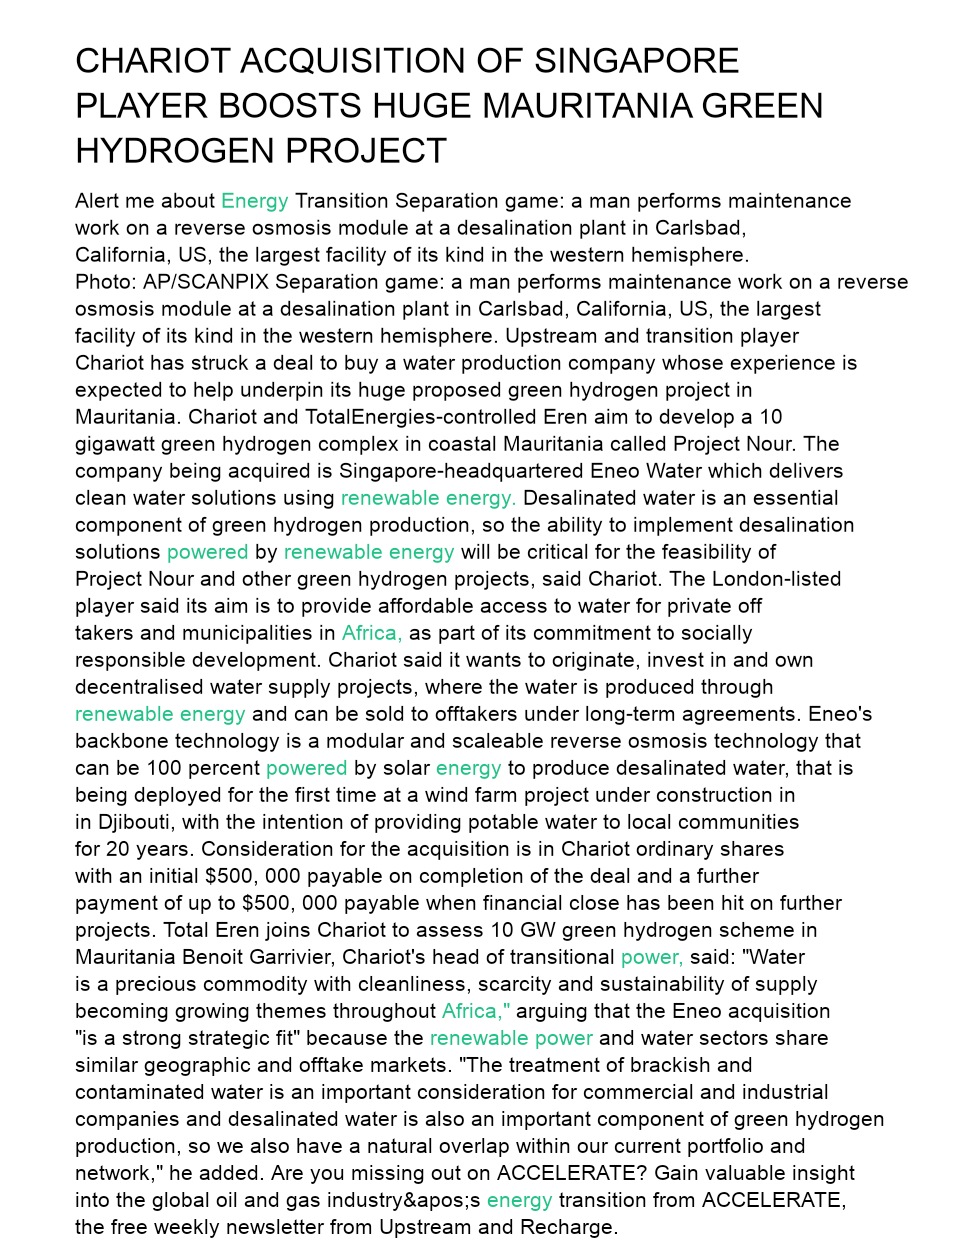 CHARIOT ACQUISITION OF SINGAPORE
PLAYER BOOSTS HUGE MAURITANIA GREEN
HYDROGEN PROJECT
Alert me about Energy Transition Separation game: a man performs maintenance
work on a reverse osmosis module at a desalination plant in Carlsbad,
California, US, the largest facility of its kind in the western hemisphere.
Photo: AP/SCANPIX Separation game: a man performs maintenance work on a reverse
osmosis module at a desalination plant in Carlsbad, California, US, the largest
facility of its kind in the western hemisphere. Upstream and transition player
Chariot has struck a deal to buy a water production company whose experience is
expected to help underpin its huge proposed green hydrogen project in
Mauritania. Chariot and TotalEnergies-controlled Eren aim to develop a 10
gigawatt green hydrogen complex in coastal Mauritania called Project Nour. The
company being acquired is Singapore-headquartered Eneo Water which delivers
clean water solutions using renewable energy. Desalinated water is an essential
component of green hydrogen production, so the ability to implement desalination
solutions powered by renewable energy will be critical for the feasibility of
Project Nour and other green hydrogen projects, said Chariot. The London-listed
player said its aim is to provide affordable access to water for private off
takers and municipalities in Africa, as part of its commitment to socially
responsible development. Chariot said it wants to originate, invest in and own
decentralised water supply projects, where the water is produced through
renewable energy and can be sold to offtakers under long-term agreements. Eneo's
backbone technology is a modular and scaleable reverse osmosis technology that
can be 100 percent powered by solar energy to produce desalinated water, that is
being deployed for the first time at a wind farm project under construction in
in Djibouti, with the intention of providing potable water to local communities
for 20 years. Consideration for the acquisition is in Chariot ordinary shares
with an initial $500, 000 payable on completion of the deal and a further
payment of up to $500, 000 payable when financial close has been hit on further
projects. Total Eren joins Chariot to assess 10 GW green hydrogen scheme in
Mauritania Benoit Garrivier, Chariot's head of transitional power, said: "Water
is a precious commodity with cleanliness, scarcity and sustainability of supply
becoming growing themes throughout Africa," arguing that the Eneo acquisition
"is a strong strategic fit" because the renewable power and water sectors share
similar geographic and offtake markets. "The treatment of brackish and
contaminated water is an important consideration for commercial and industrial
companies and desalinated water is also an important component of green hydrogen
production, so we also have a natural overlap within our current portfolio and
network," he added. Are you missing out on ACCELERATE? Gain valuable insight
into the global oil and gas industry&apos;s energy transition from ACCELERATE,
the free weekly newsletter from Upstream and Recharge.